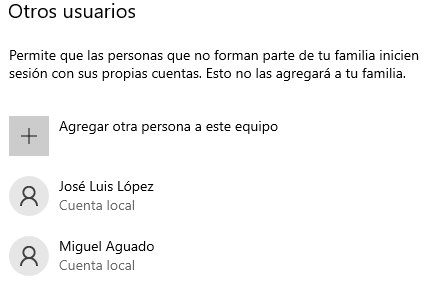 Otros usuarios
Permite que las personas que no forman parte de tu familia inicien
sesión con sus propias cuentas. Esto no las agregará a tu familia.
Agregar otra persona a este equipo
José Luis López
Cuenta local
Miguel Aguado
Cuenta local